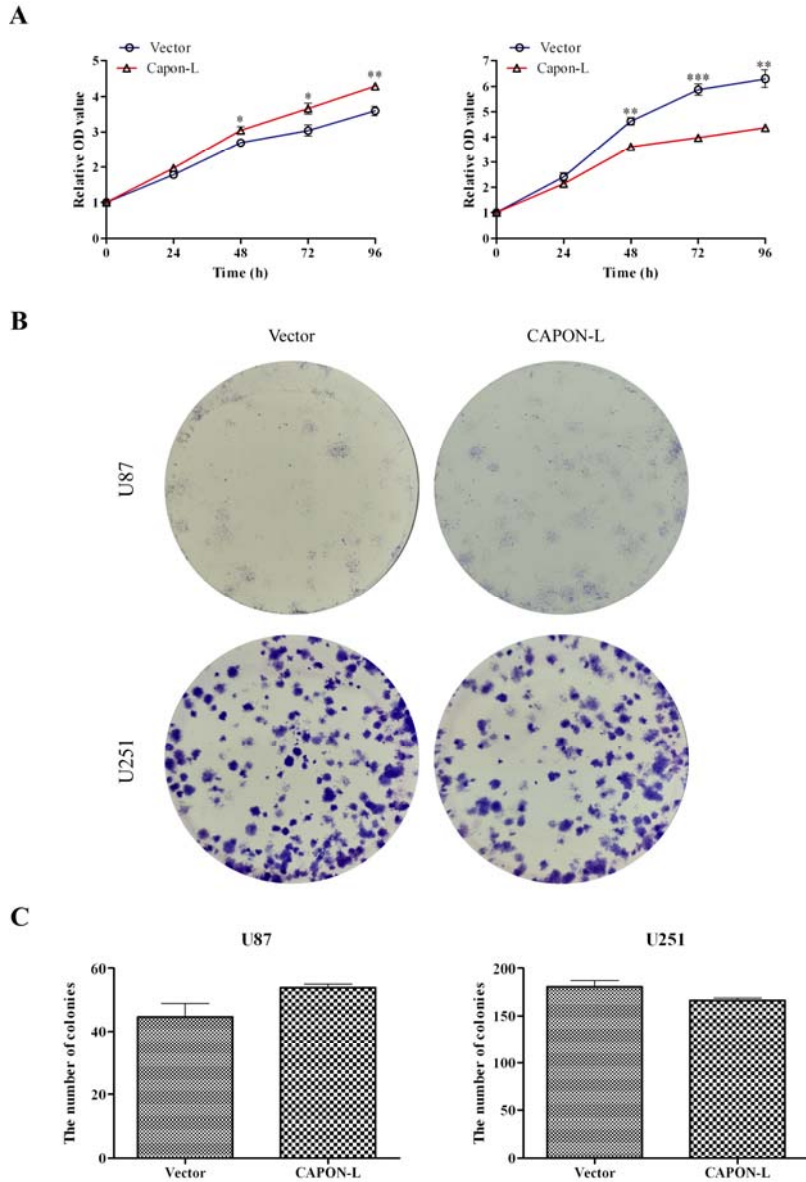 A
Vector
Capon-L
Relative OD value
5
4
3
2
1
0
*
*
**
0 24 48 72 96
Time (h)
Vector
Capon-L
Relative OD value
7
6
5
4
3
2
1
0
**
***
**
0 24 48 72 96
Time (h)
B
Vector CAPON-L
U87
U251
C
U87
The number of colonies
60
40
20
0
Vector CAPON-L
U251
The number of colonies
200
150
100
50
0
Vector CAPON-L